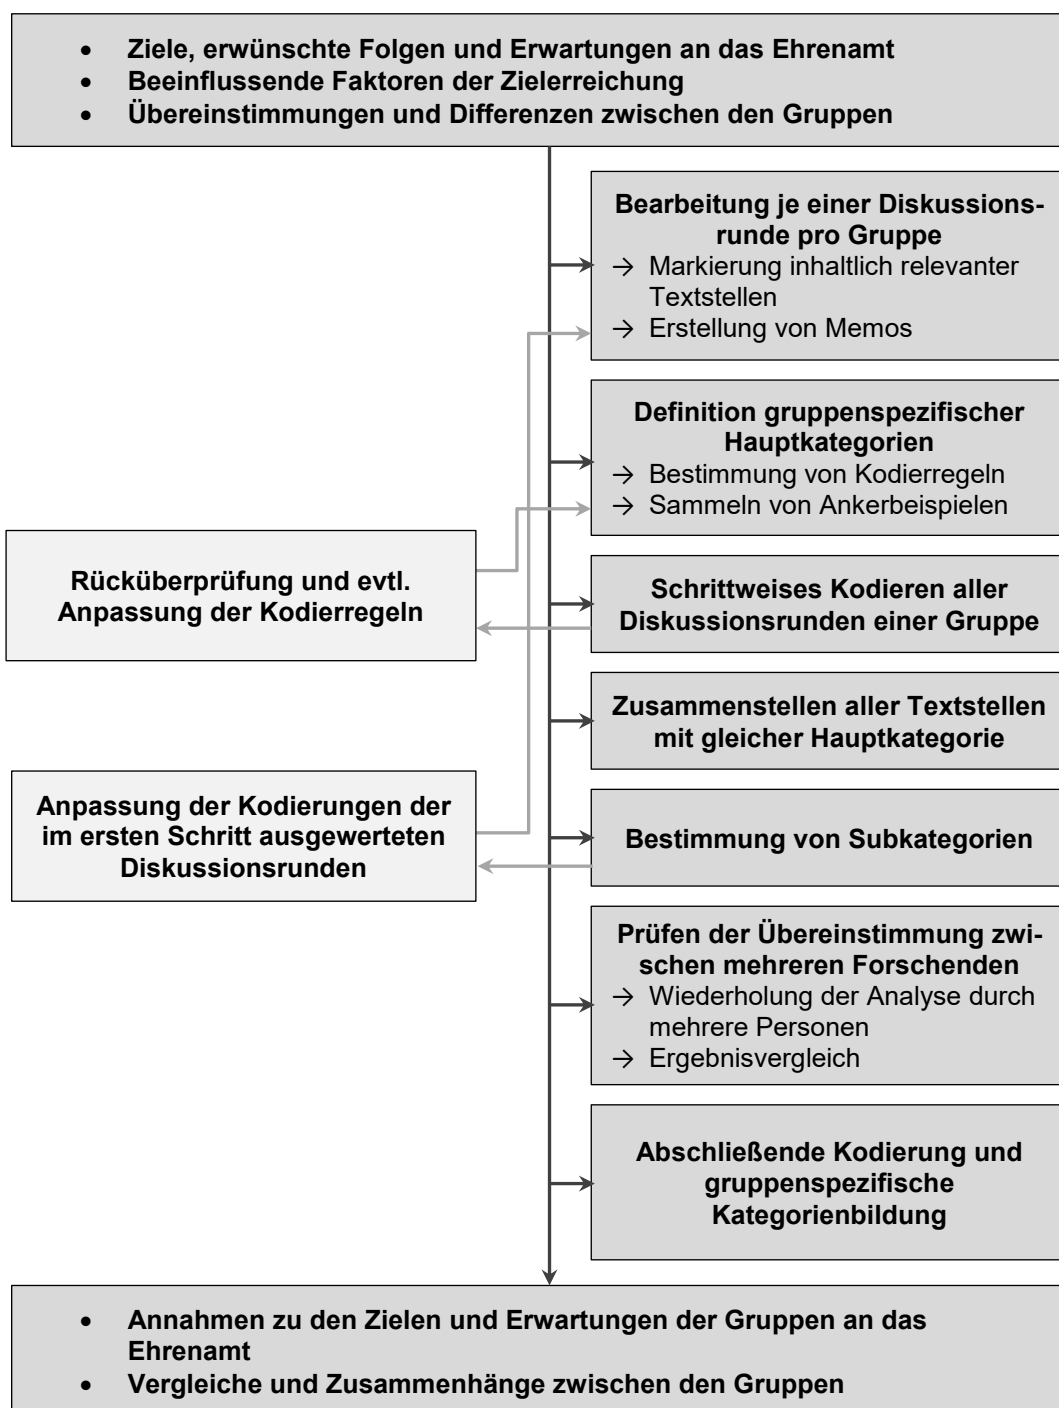 • Ziele, erwünschte Folgen und Erwartungen an das Ehrenamt
• Beeinflussende Faktoren der Zielerreichung
• Übereinstimmungen und Differenzen zwischen den Gruppen
Bearbeitung je einer Diskussions-
runde pro Gruppe
→ Markierung inhaltlich relevanter
Textstellen
→ Erstellung von Memos
Definition gruppenspezifischer
Hauptkategorien
→ Bestimmung von Kodierregeln
→ Sammeln von Ankerbeispielen
Rücküberprüfung und evtl.
Anpassung der Kodierregeln
Schrittweises Kodieren aller
Diskussionsrunden einer Gruppe
Zusammenstellen aller Textstellen
mit gleicher Hauptkategorie
Anpassung der Kodierungen der
im ersten Schritt ausgewerteten
Diskussionsrunden
Bestimmung von Subkategorien
Prüfen der Übereinstimmung zwi-
schen mehreren Forschenden
→ Wiederholung der Analyse durch
mehrere Personen
→ Ergebnisvergleich
Abschließende Kodierung und
gruppenspezifische
Kategorienbildung
• Annahmen zu den Zielen und Erwartungen der Gruppen an das
Ehrenamt
• Vergleiche und Zusammenhänge zwischen den Gruppen